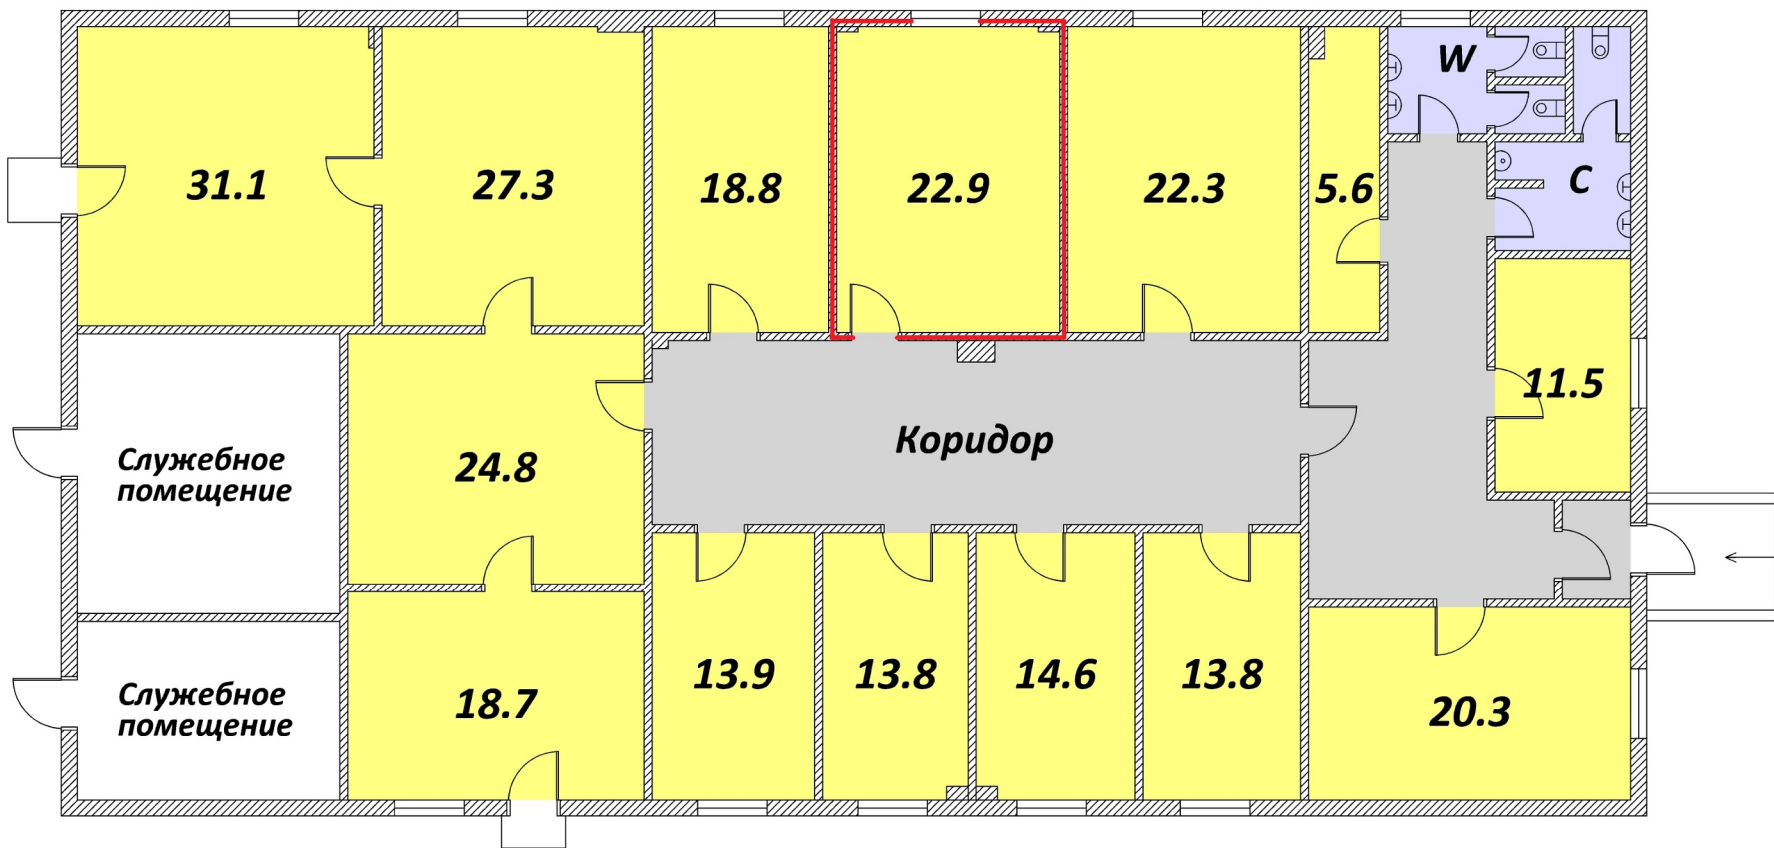 31.1
27.3
18.8
22.9
22.3
5.6
W
C
11.5
Коридор
24.8
Служебное
помещение
Служебное
помещение
18.7
13.9
13.8
14.6
13.8
20.3